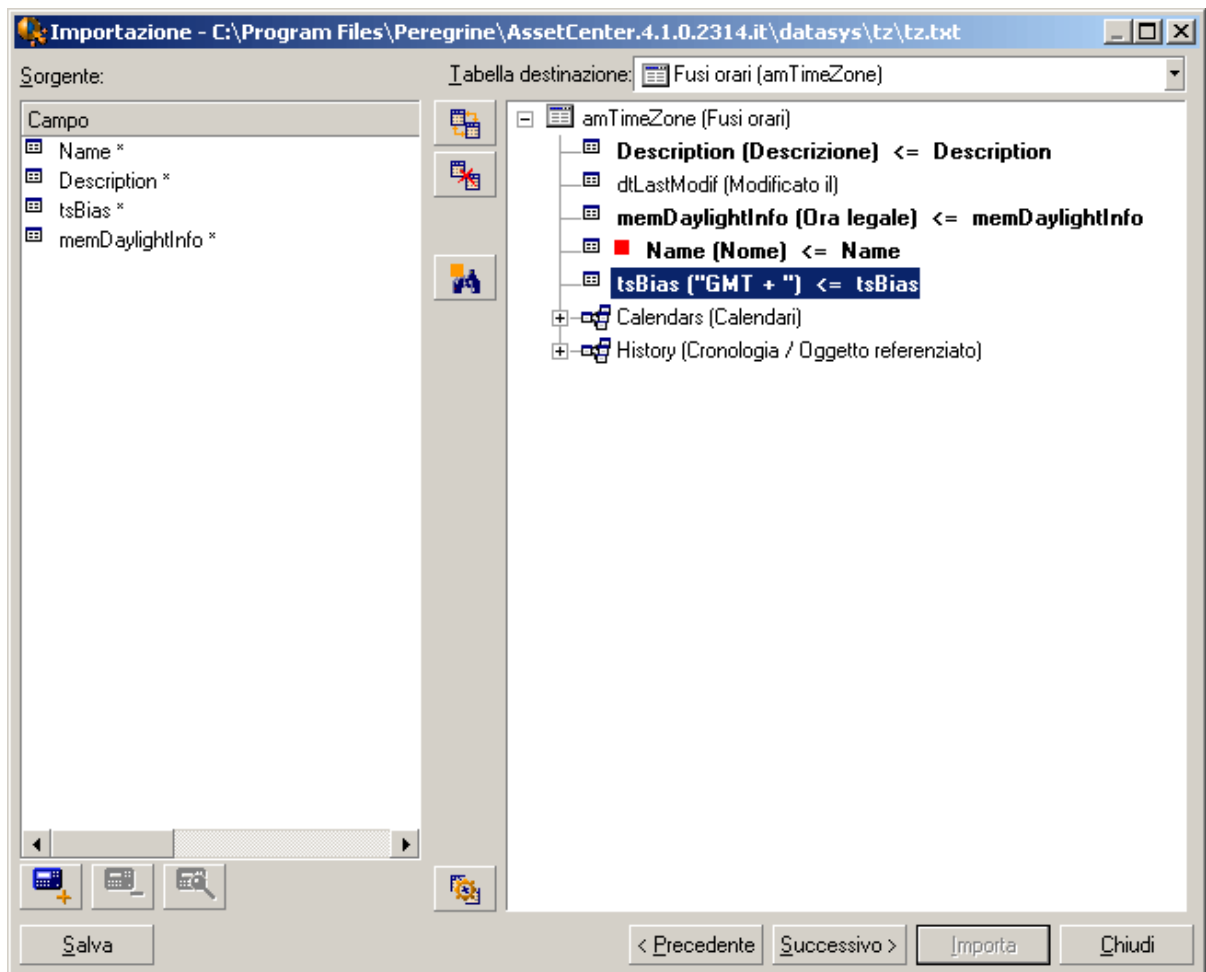 Importazione - C:\Program Files\Peregrine\AssetCenter.4.1.0.2314.it\datasys\tz\tz.txt
Sorgente:
Tabella destinazione: Fusi orari (amTimeZone)
Campo
Name *
Description *
tsBias *
memDaylightInfo *
amTimeZone (Fusi orari)
Description (Descrizione) <= Description
dtLastModif (Modificato il)
memDaylightInfo (Ora legale) <= memDaylightInfo
Name (Nome) <= Name
tsBias ("GMT + ") <= tsBias
Calendars (Calendari)
History (Cronologia / Oggetto referenziato)
Salva
< Precedente
Successivo >
Importa
Chiudi